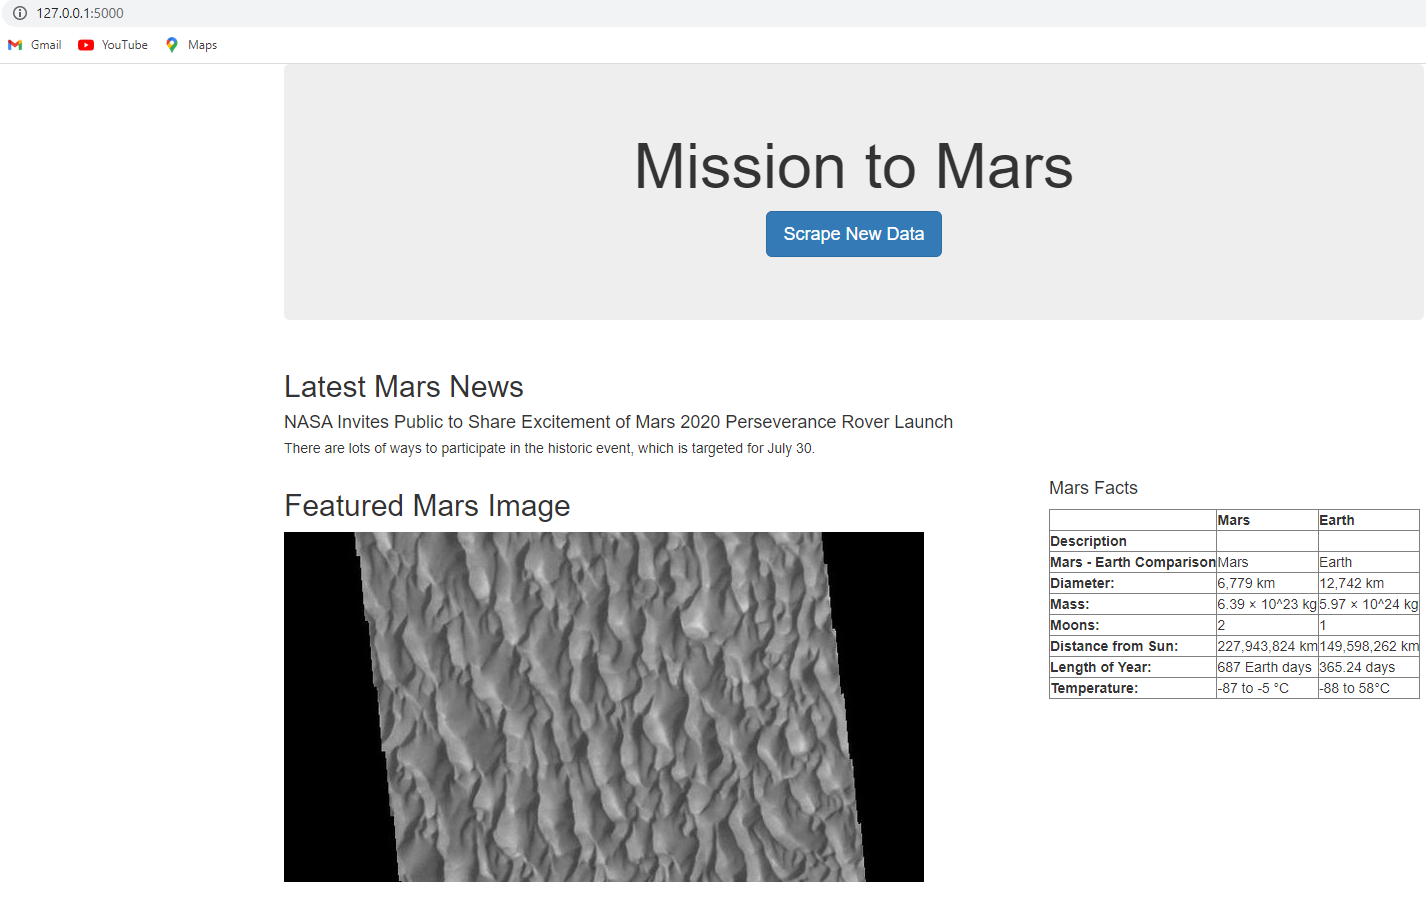 127.0.0.1:5000
Gmail YouTube Maps
Mission to Mars
Scrape New Data
Latest Mars News
NASA Invites Public to Share Excitement of Mars 2020 Perseverance Rover Launch
There are lots of ways to participate in the historic event, which is targeted for July 30.
Featured Mars Image
Mars Facts
Mars Earth
Description
Mars - Earth Comparison Mars Earth
Diameter: 6,779 km 12,742 km
Mass: 6.39 × 10^23 kg 5.97 × 10^24 kg
Moons: 2 1
Distance from Sun: 227,943,824 km 149,598,262 km
Length of Year: 687 Earth days 365.24 days
Temperature: -87 to -5 °C -88 to 58°C